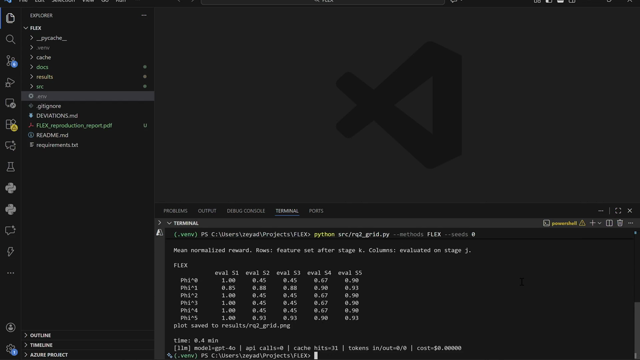 FLEX
EXPLORER
FLEX
__pycache__
.venv
cache
docs
results
src
.env
.gitignore
DEVIATIONS.md
FLEX_reproduction_report.pdf U
README.md
requirements.txt
OUTLINE
TIMELINE
AZURE PROJECT
PROBLEMS OUTPUT DEBUG CONSOLE TERMINAL PORTS
TERMINAL
powershell
(.venv) PS C:\Users\zeyad\Projects\FLEX> python src/rq2_grid.py --methods FLEX --seeds 0
Mean normalized reward. Rows: feature set after stage k. Columns: evaluated on stage j.
FLEX
eval S1 eval S2 eval S3 eval S4 eval S5
Phi^0 1.00 0.45 0.45 0.67 0.90
Phi^1 0.85 0.88 0.88 0.90 0.93
Phi^2 1.00 0.45 0.45 0.67 0.90
Phi^3 1.00 0.45 0.45 0.67 0.90
Phi^4 1.00 0.45 0.45 0.67 0.90
Phi^5 1.00 0.93 0.93 0.90 0.93
plot saved to results/rq2_grid.png
time: 0.4 min
[llm] model=gpt-4o | api calls=0 | cache hits=31 | tokens in/out=0/0 | cost=$0.00000
(.venv) PS C:\Users\zeyad\Projects\FLEX>